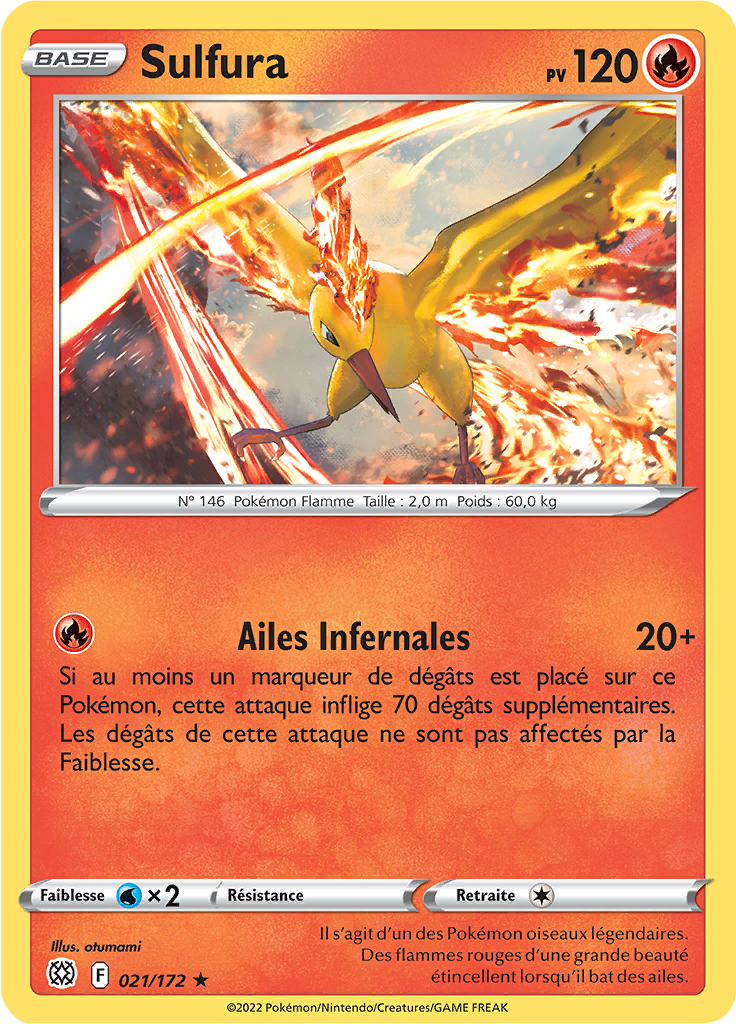 BASE Sulfura PV 120
N° 146 Pokémon Flamme Taille : 2,0 m Poids : 60,0 kg
Ailes Infernales 20+
Si au moins un marqueur de dégâts est placé sur ce
Pokémon, cette attaque inflige 70 dégâts supplémentaires.
Les dégâts de cette attaque ne sont pas affectés par la
Faiblesse.
Faiblesse ×2 Résistance Retraite
Illus. otumami
Il s'agit d'un des Pokémon oiseaux légendaires.
Des flammes rouges d'une grande beauté
étincellent lorsqu'il bat des ailes.
F 021/172 ★
©2022 Pokémon/Nintendo/Creatures/GAME FREAK